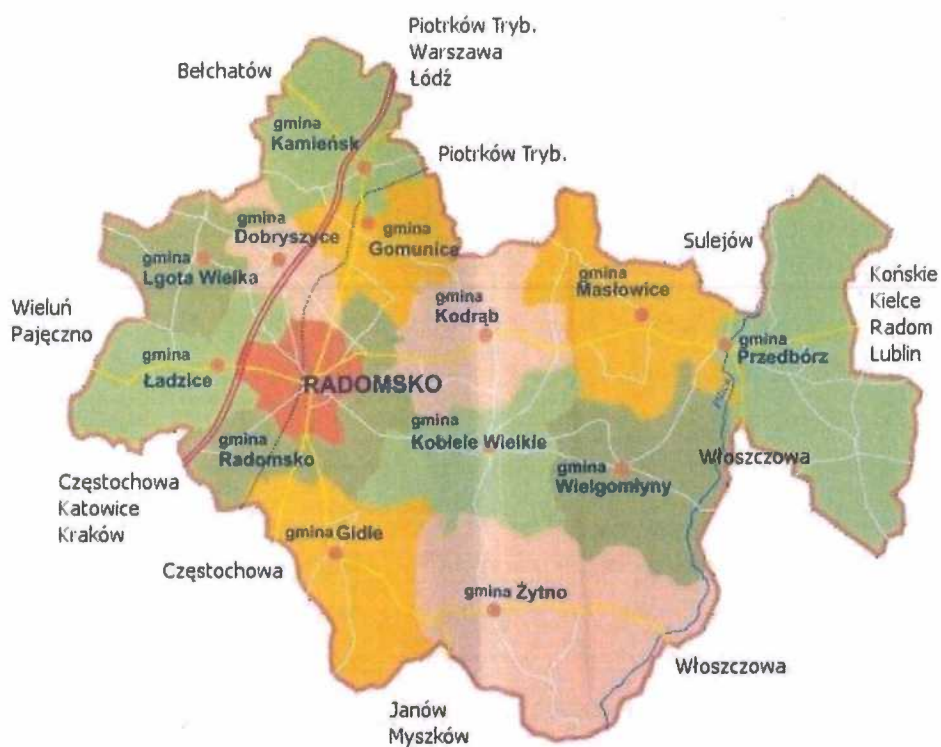 Piotrków Tryb.
Warszawa
Łódź
Bełchatów
gmina
Kamieńsk
Piotrków Tryb.
gmina
Dobryszyce
gmina
Gomunice
Sulejów
gmina
Lgota Wielka
gmina
Masłowice
Końskie
Kielce
Radom
Lublin
Wieluń
Pajęczno
gmina
Kodrąb
gmina
Przedbórz
gmina
Ładzice
RADOMSKO
Pilica
gmina
Radomsko
gmina
Kobiele Wielkie
gmina
Wielgomłyny
Włoszczowa
Częstochowa
Katowice
Kraków
gmina Gidle
Częstochowa
gmina Żytno
Włoszczowa
Janów
Myszków